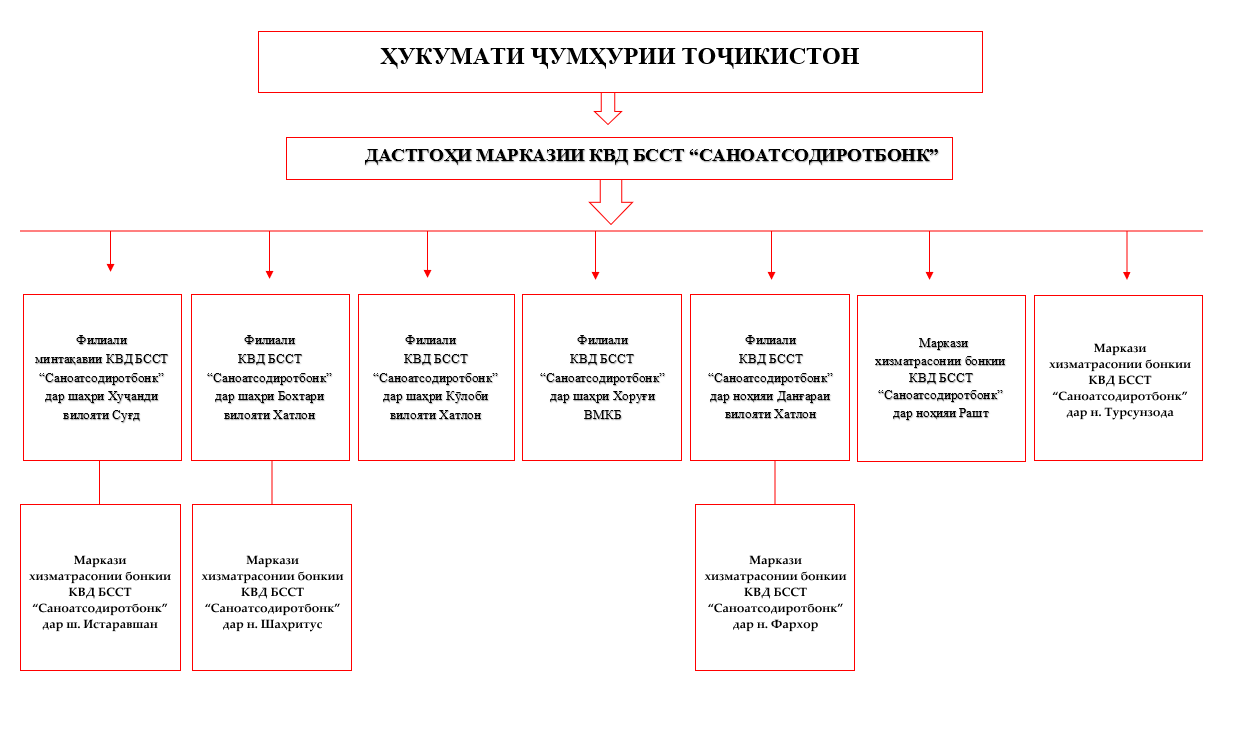 ҲУКУМАТИ ҶУМҲУРИИ ТОҶИКИСТОН
ДАСТГОҲИ МАРКАЗИИ КВД БССТ “САНОАТСОДИРОТБОНК”
Филиали
минтақавии КВД БССТ
“Саноатсодиротбонк”
дар шаҳри Хуҷанди
вилояти Суғд
Филиали
КВД БССТ
“Саноатсодиротбонк”
дар шаҳри Бохтари
вилояти Хатлон
Филиали
КВД БССТ
“Саноатсодиротбонк”
дар шаҳри Кӯлоби
вилояти Хатлон
Филиали
КВД БССТ
“Саноатсодиротбонк”
дар шаҳри Хоруғи
ВМКБ
Филиали
КВД БССТ
“Саноатсодиротбонк”
дар ноҳияи Данғараи
вилояти Хатлон
Маркази
хизматрасонии бонкии
КВД БССТ
“Саноатсодиротбонк”
дар ноҳияи Рашт
Маркази
хизматрасонии бонкии
КВД БССТ
“Саноатсодиротбонк”
дар н. Турсунзода
Маркази
хизматрасонии бонкии
КВД БССТ
“Саноатсодиротбонк”
дар ш. Истаравшан
Маркази
хизматрасонии бонкии
КВД БССТ
“Саноатсодиротбонк”
дар н. Шаҳритус
Маркази
хизматрасонии бонкии
КВД БССТ
“Саноатсодиротбонк”
дар н. Фархор